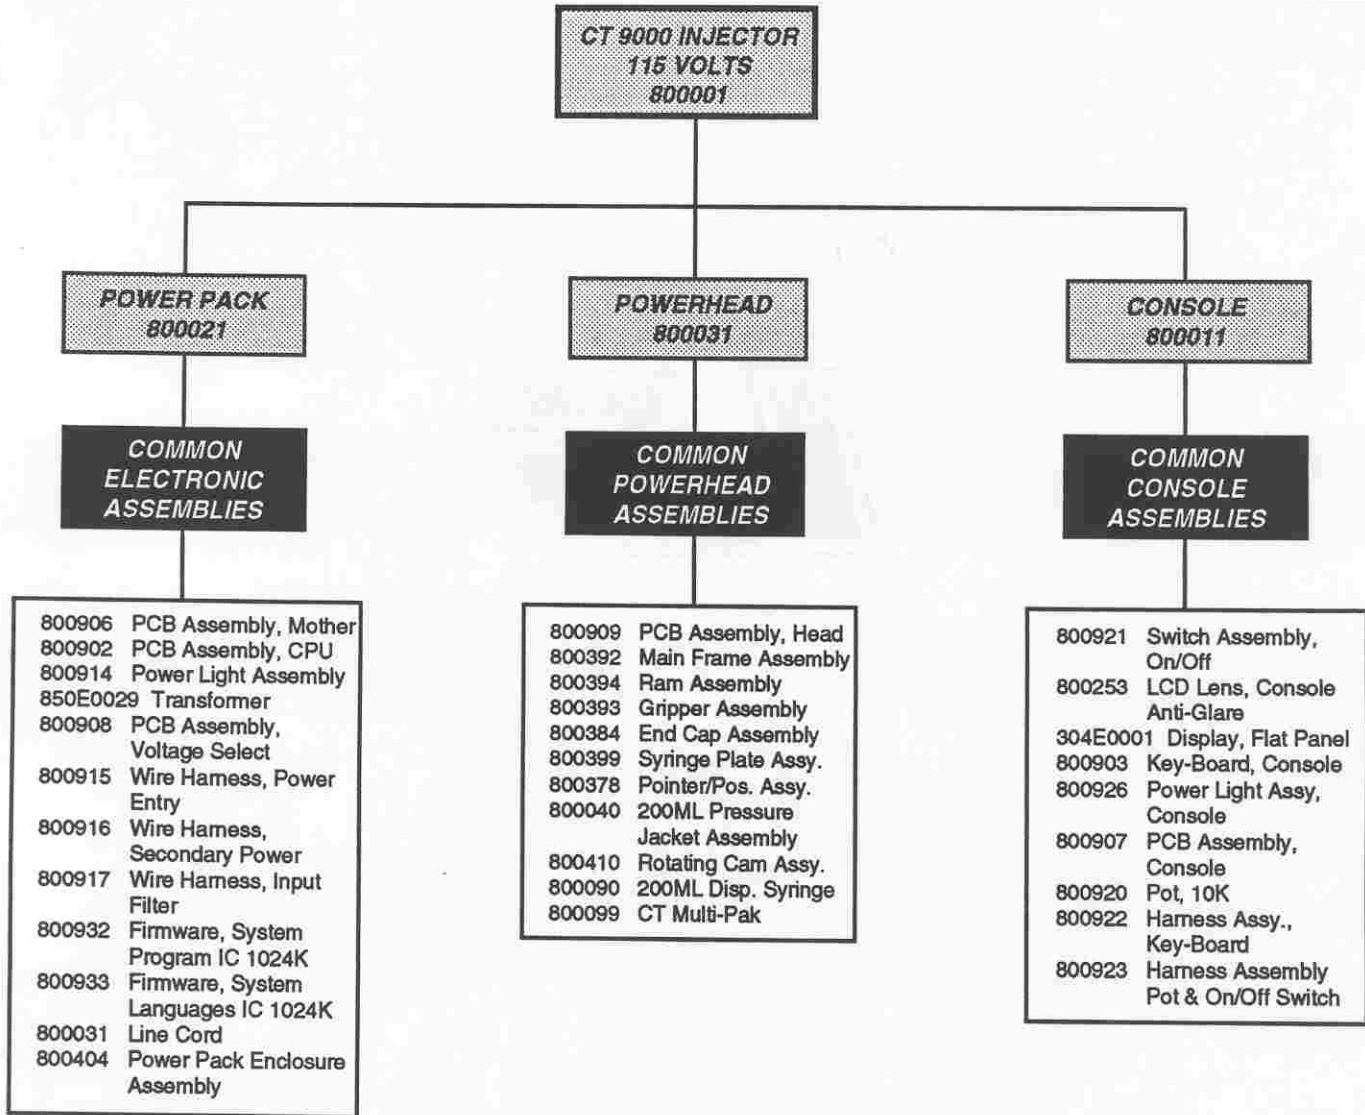 CT 9000 INJECTOR
115 VOLTS
800001
POWER PACK
800021
COMMON
ELECTRONIC
ASSEMBLIES
800906 PCB Assembly, Mother
800902 PCB Assembly, CPU
800914 Power Light Assembly
850E0029 Transformer
800908 PCB Assembly,
Voltage Select
800915 Wire Harness, Power
Entry
800916 Wire Harness,
Secondary Power
800917 Wire Harness, Input
Filter
800932 Firmware, System
Program IC 1024K
800933 Firmware, System
Languages IC 1024K
800031 Line Cord
800404 Power Pack Enclosure
Assembly
POWERHEAD
800031
COMMON
POWERHEAD
ASSEMBLIES
800909 PCB Assembly, Head
800392 Main Frame Assembly
800394 Ram Assembly
800393 Gripper Assembly
800384 End Cap Assembly
800399 Syringe Plate Assy.
800378 Pointer/Pos. Assy.
800040 200ML Pressure
Jacket Assembly
800410 Rotating Cam Assy.
800090 200ML Disp. Syringe
800099 CT Multi-Pak
CONSOLE
800011
COMMON
CONSOLE
ASSEMBLIES
800921 Switch Assembly,
On/Off
800253 LCD Lens, Console
Anti-Glare
304E0001 Display, Flat Panel
800903 Key-Board, Console
800926 Power Light Assy,
Console
800907 PCB Assembly,
Console
800920 Pot, 10K
800922 Harness Assy.,
Key-Board
800923 Harness Assembly
Pot & On/Off Switch